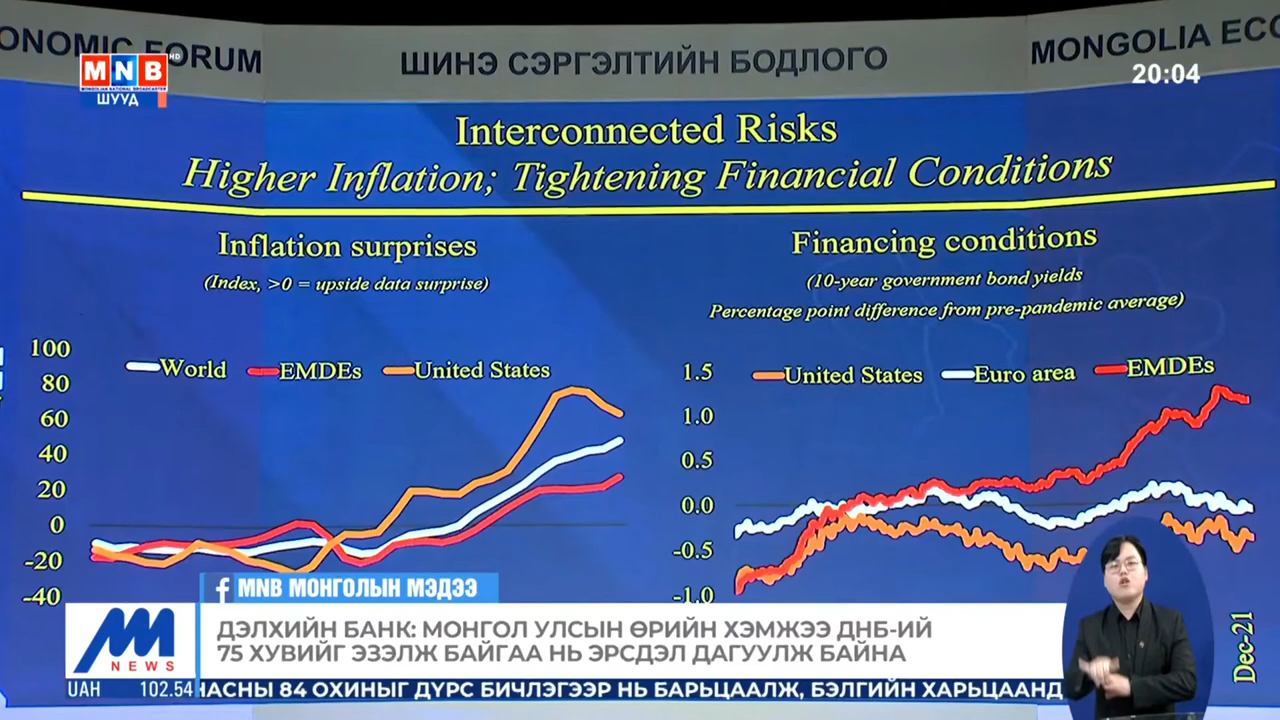 ONOMIC FORUM
ШИНЭ СЭРГЭЛТИЙН БОДЛОГО
MONGOLIA ECO
MNB HD
MONGOLIAN NATIONAL BROADCASTER
ШУУД
20:04
Interconnected Risks
Higher Inflation; Tightening Financial Conditions
Inflation surprises
(Index, >0 = upside data surprise)
100
80
60
40
20
0
-20
-40
World
EMDEs
United States
Financing conditions
(10-year government bond yields
Percentage point difference from pre-pandemic average)
1.5
1.0
0.5
0.0
-0.5
-1.0
United States
Euro area
EMDEs
Dec-21
f MNB МОНГОЛЫН МЭДЭЭ
M
NEWS
ДЭЛХИЙН БАНК: МОНГОЛ УЛСЫН ӨРИЙН ХЭМЖЭЭ ДНБ-ИЙ
75 ХУВИЙГ ЭЗЭЛЖ БАЙГАА НЬ ЭРСДЭЛ ДАГУУЛЖ БАЙНА
UAH 102.54
НАСНЫ 84 ОХИНЫГ ДҮРС БИЧЛЭГЭЭР НЬ БАРЬЦААЛЖ, БЭЛГИЙН ХАРЬЦААНД